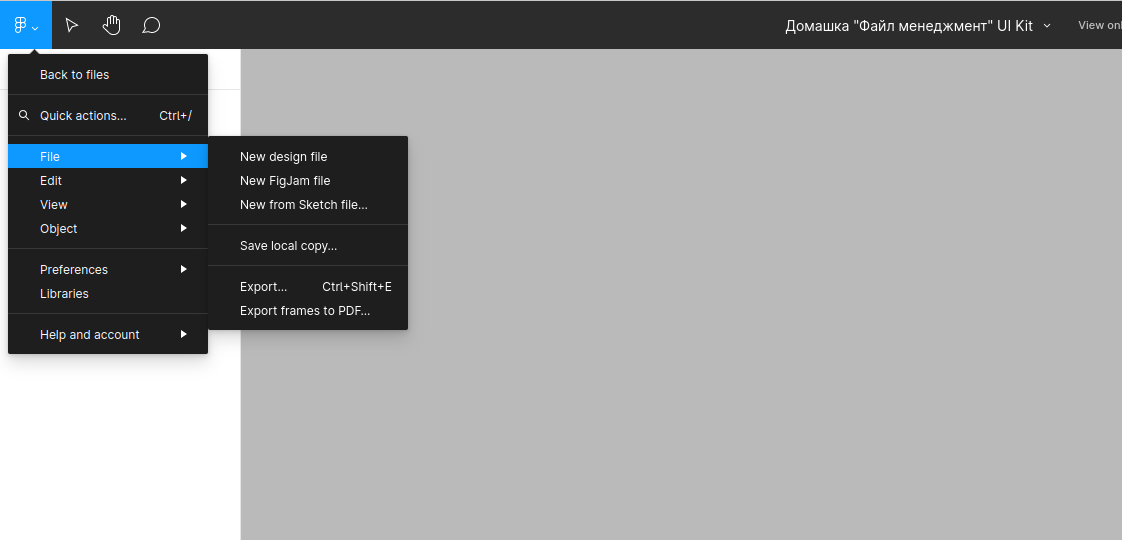 Домашка "Файл менеджмент" UI Kit
View onl
Back to files
Quick actions... Ctrl+/
File
Edit
View
Object
Preferences
Libraries
Help and account
New design file
New FigJam file
New from Sketch file...
Save local copy...
Export... Ctrl+Shift+E
Export frames to PDF...